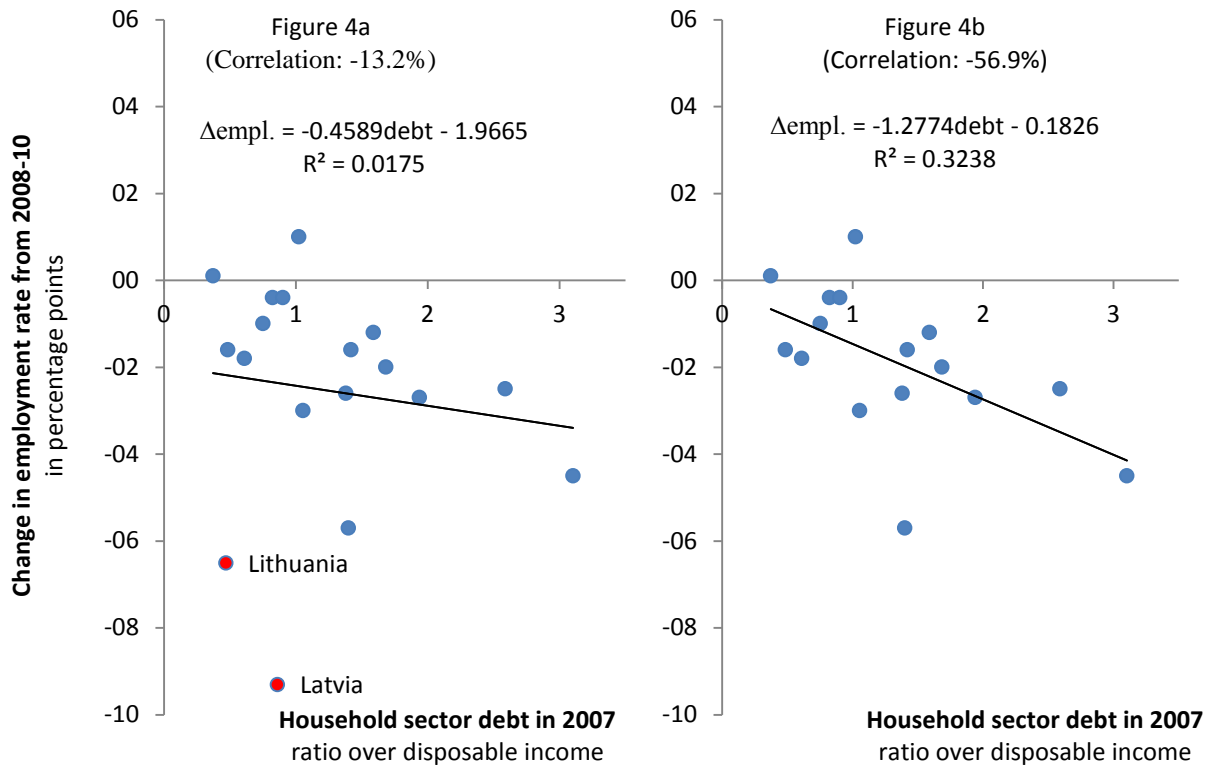 Change in employment rate from 2008-10
in percentage points
Figure 4a
(Correlation: -13.2%)
Δempl. = -0.4589debt - 1.9665
R² = 0.0175
06
04
02
00
-02
-04
-06
-08
-10
0
1
2
3
Lithuania
Latvia
Household sector debt in 2007
ratio over disposable income
Figure 4b
(Correlation: -56.9%)
Δempl. = -1.2774debt - 0.1826
R² = 0.3238
06
04
02
00
-02
-04
-06
-08
-10
0
1
2
3
Household sector debt in 2007
ratio over disposable income